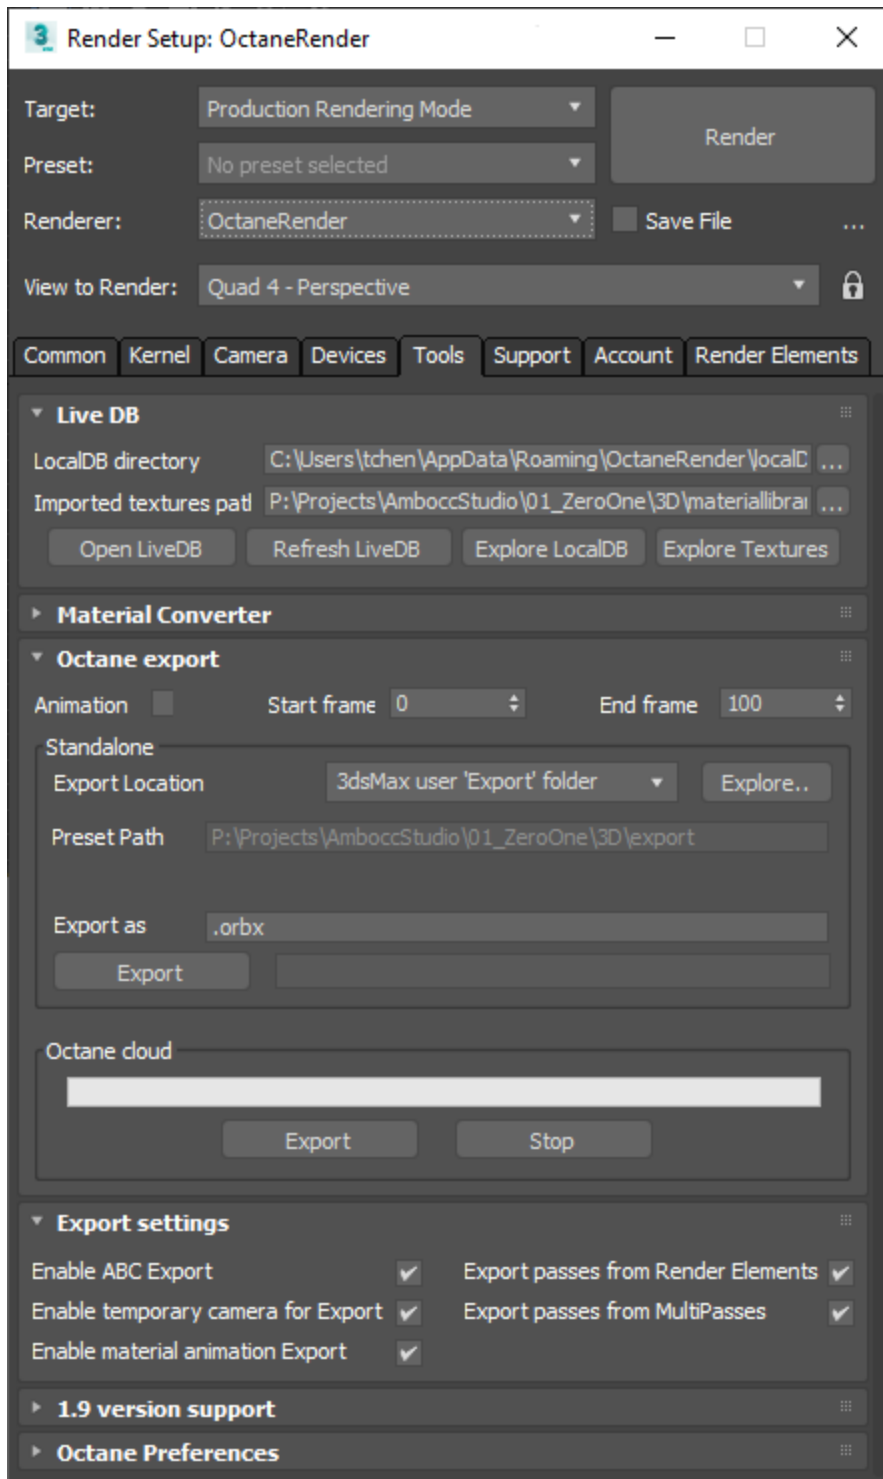 Render Setup: OctaneRender
Target: Production Rendering Mode
Render
Preset: No preset selected
Renderer: OctaneRender Save File ...
View to Render: Quad 4 - Perspective
Common Kernel Camera Devices Tools Support Account Render Elements
Live DB
LocalDB directory C:\Users\tchen\AppData\Roaming\OctaneRender\localD ...
Imported textures patl P:\Projects\AmboccStudio\01_ZeroOne\3D\materiallibrar ...
Open LiveDB Refresh LiveDB Explore LocalDB Explore Textures
Material Converter
Octane export
Animation Start frame 0 End frame 100
Standalone
Export Location 3dsMax user 'Export' folder Explore..
Preset Path P:\Projects\AmboccStudio\01_ZeroOne\3D\export
Export as .orbx
Export
Octane cloud
Export Stop
Export settings
Enable ABC Export Export passes from Render Elements
Enable temporary camera for Export Export passes from MultiPasses
Enable material animation Export
1.9 version support
Octane Preferences